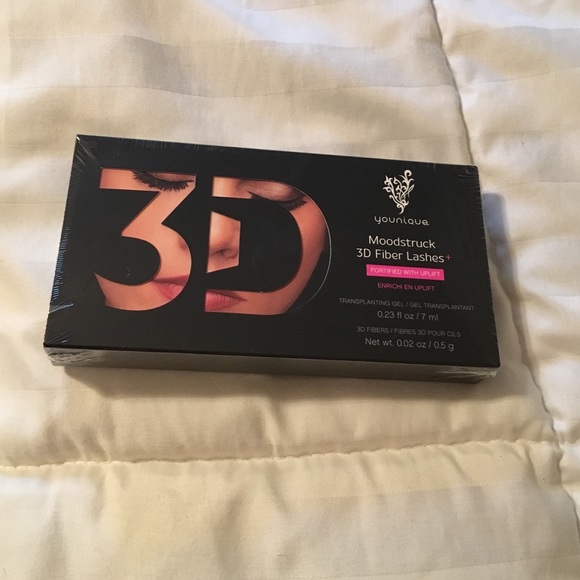 3D
younique
Moodstruck
3D Fiber Lashes+
FORTIFIED WITH UPLIFT
ENRICHI EN UPLIFT
TRANSPLANTING GEL / GEL TRANSPLANTANT
0.23 fl oz / 7 ml
3D FIBERS / FIBRES 3D POUR CILS
Net wt. 0.02 oz / 0.5 g